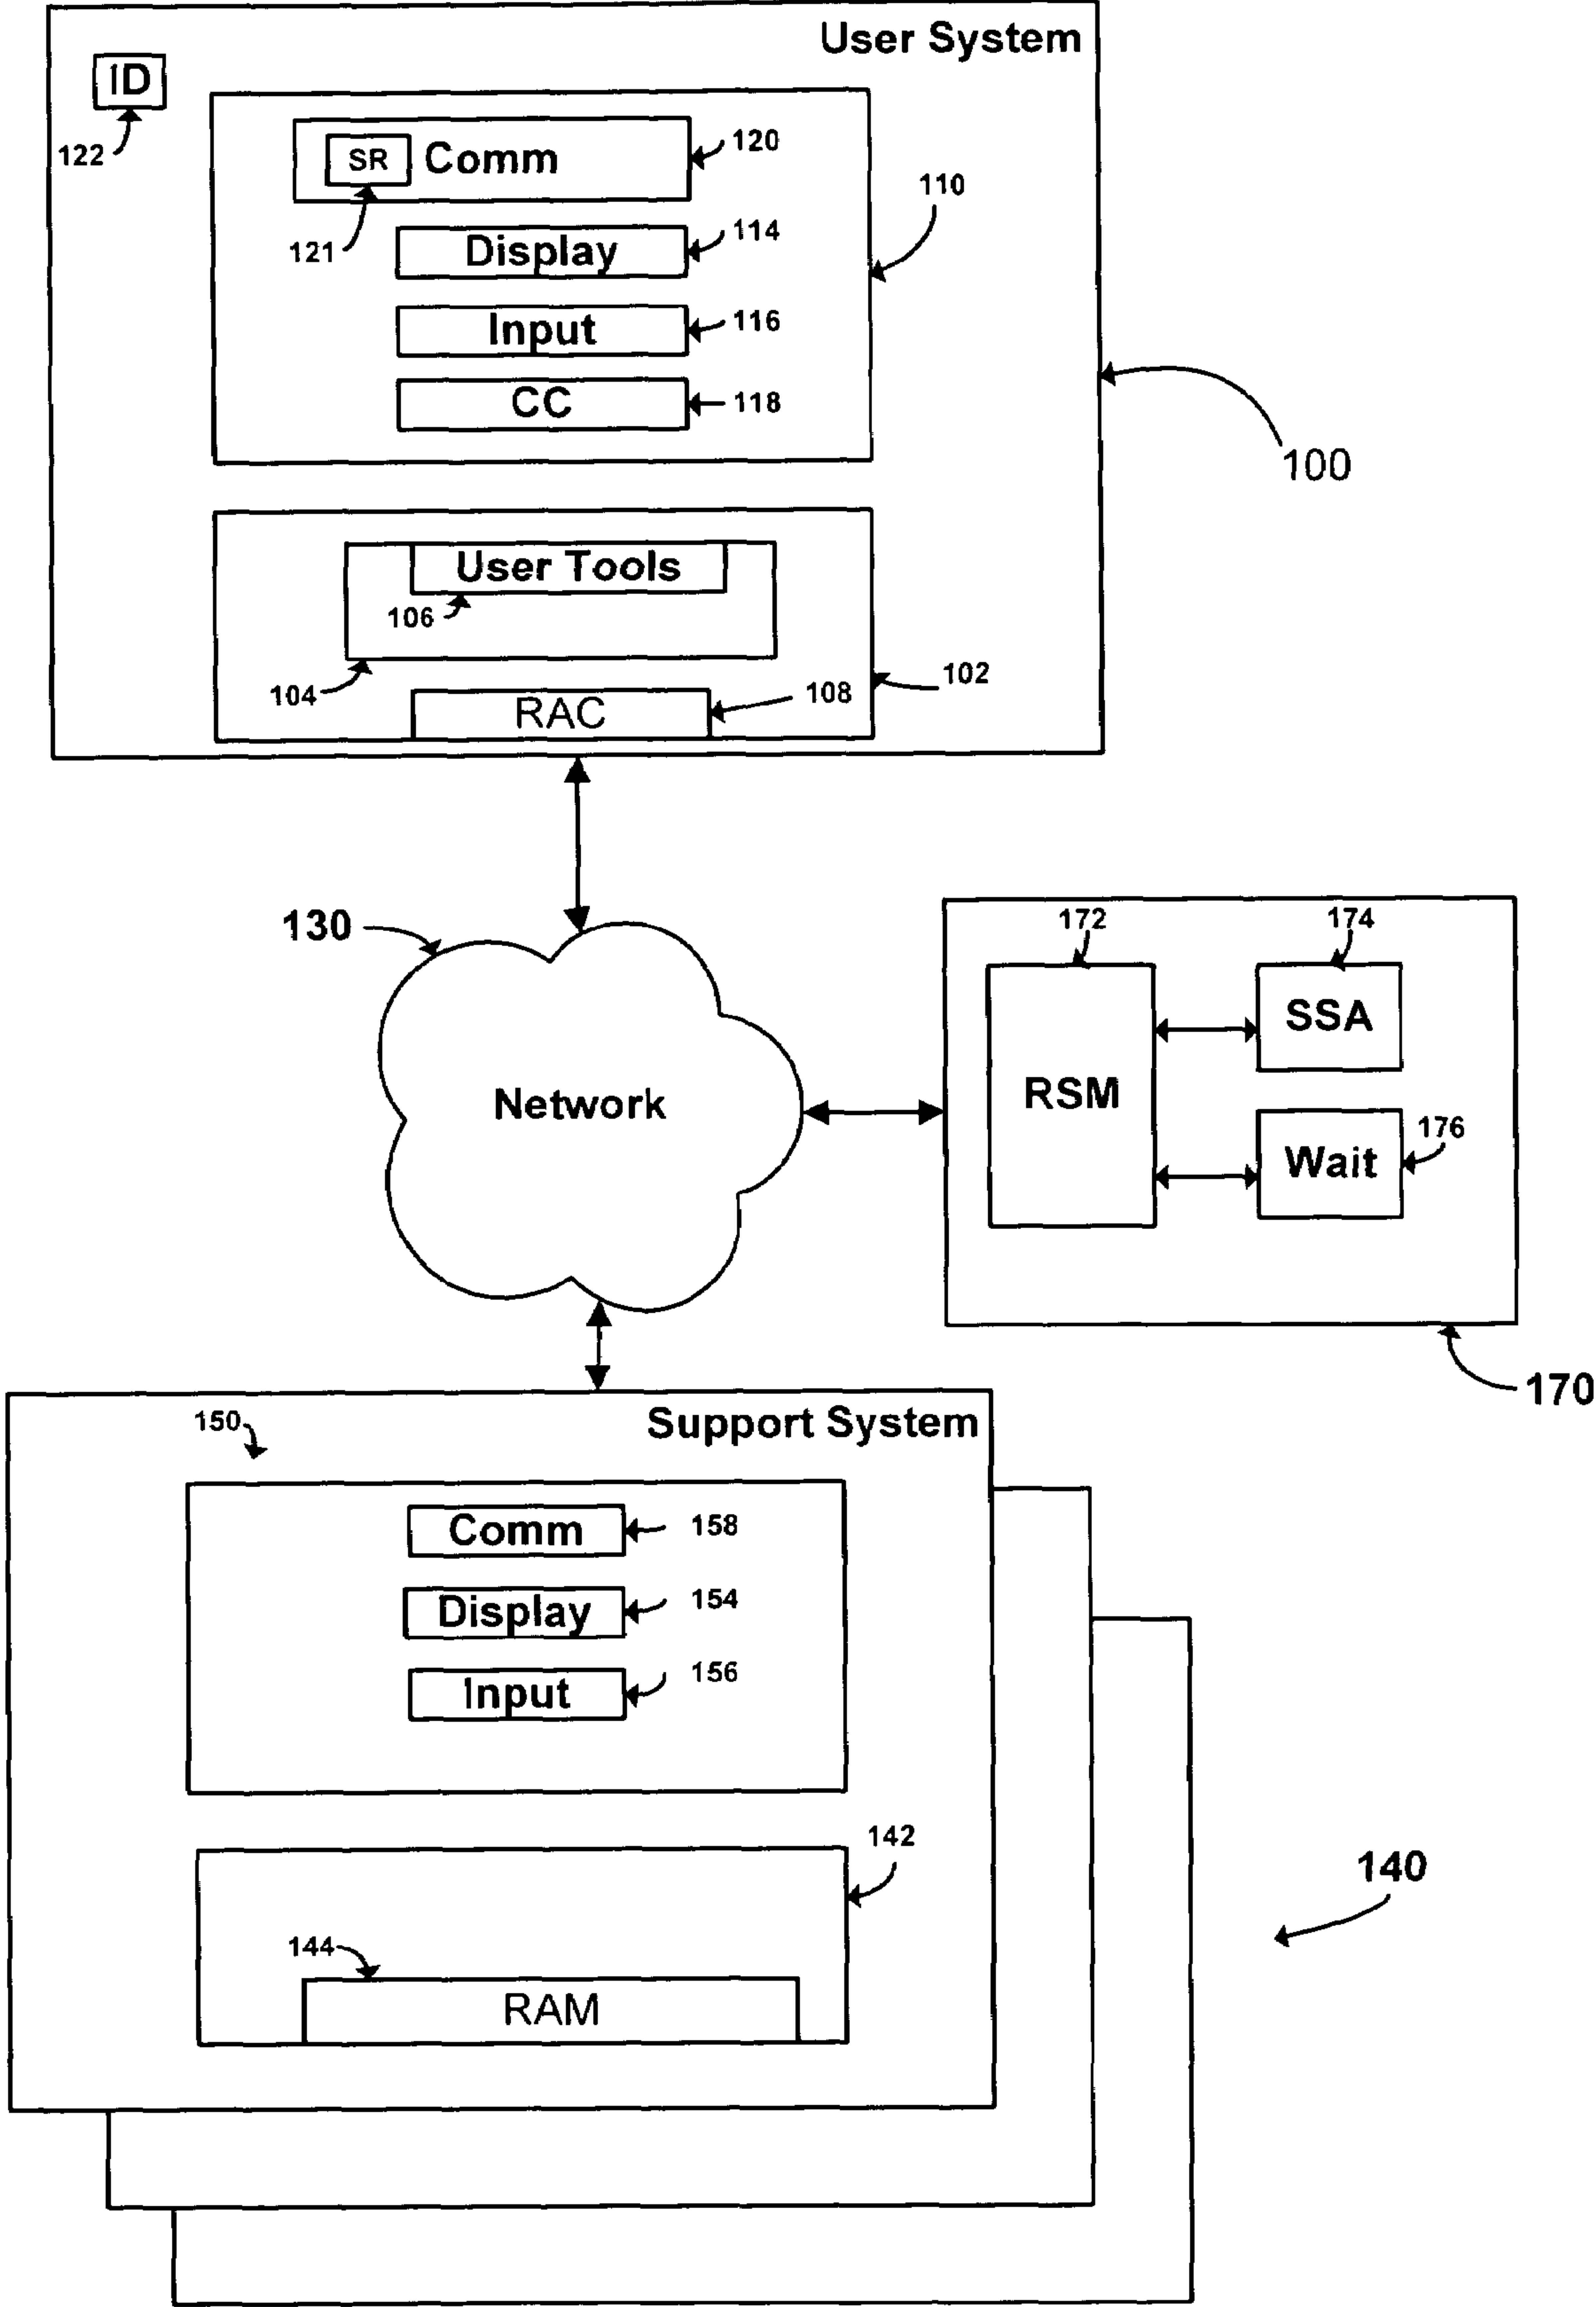 User System
ID
122
SR Comm
120
121
Display
114
110
Input
116
CC
118
100
User Tools
106
104
102
RAC
108
130
Network
172
174
RSM
SSA
Wait
176
170
Support System
150
Comm
158
Display
154
Input
156
142
144
RAM
140